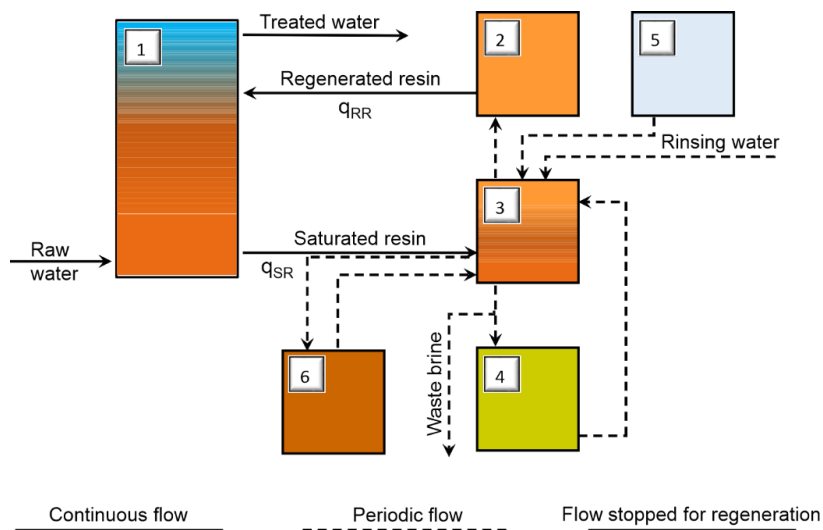 Treated water
1
2
5
Regenerated resin
qRR
Rinsing water
3
Saturated resin
Raw
water
qSR
6
4
Waste brine
Continuous flow
Periodic flow
Flow stopped for regeneration